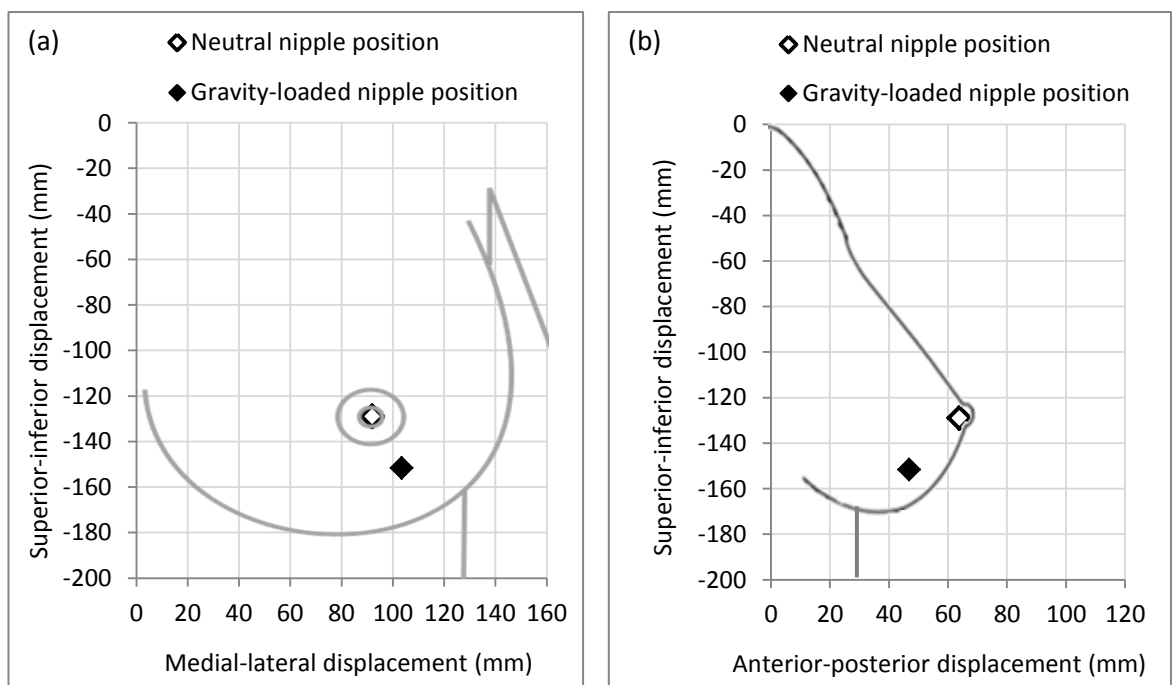 (a)
Neutral nipple position
Gravity-loaded nipple position
Superior-inferior displacement (mm)
0
-20
-40
-60
-80
-100
-120
-140
-160
-180
-200
0 20 40 60 80 100 120 140 160
Medial-lateral displacement (mm)
(b)
Neutral nipple position
Gravity-loaded nipple position
Superior-inferior displacement (mm)
0
-20
-40
-60
-80
-100
-120
-140
-160
-180
-200
0 20 40 60 80 100 120
Anterior-posterior displacement (mm)